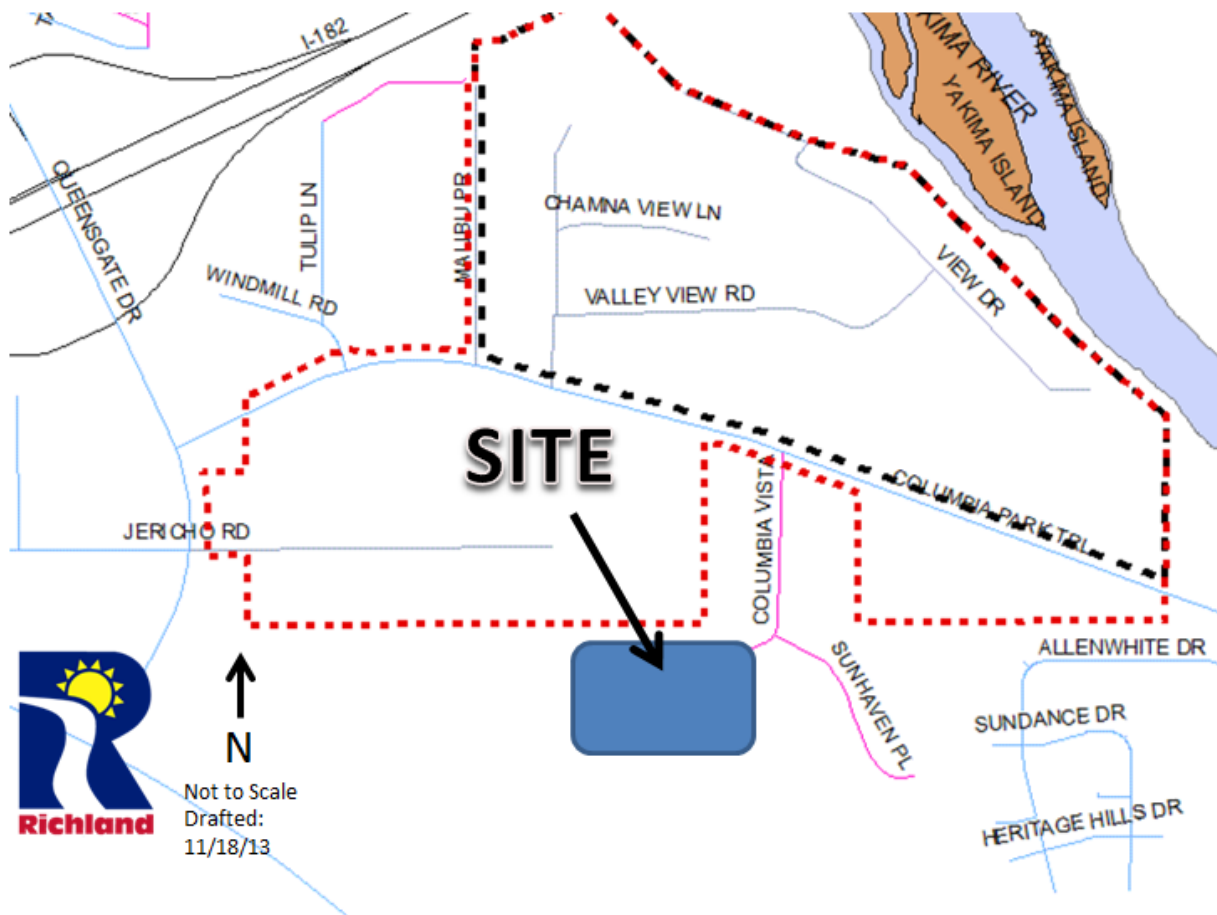 I-182
YAKIMA RIVER
YAKIMA ISLAND
YAKIMA ISLAND
QUEENSGATE DR
TULIP LN
MALIBU PR
CHAMNA VIEW LN
WINDMILL RD
VALLEY VIEW RD
VIEW DR
SITE
COLUMBIA VISTA
COLUMBIA PARK TRL
JERICHO RD
SUNHAVEN PL
ALLENWHITE DR
SUNDANCE DR
HERITAGE HILLS DR
N
Richland
Not to Scale
Drafted:
11/18/13